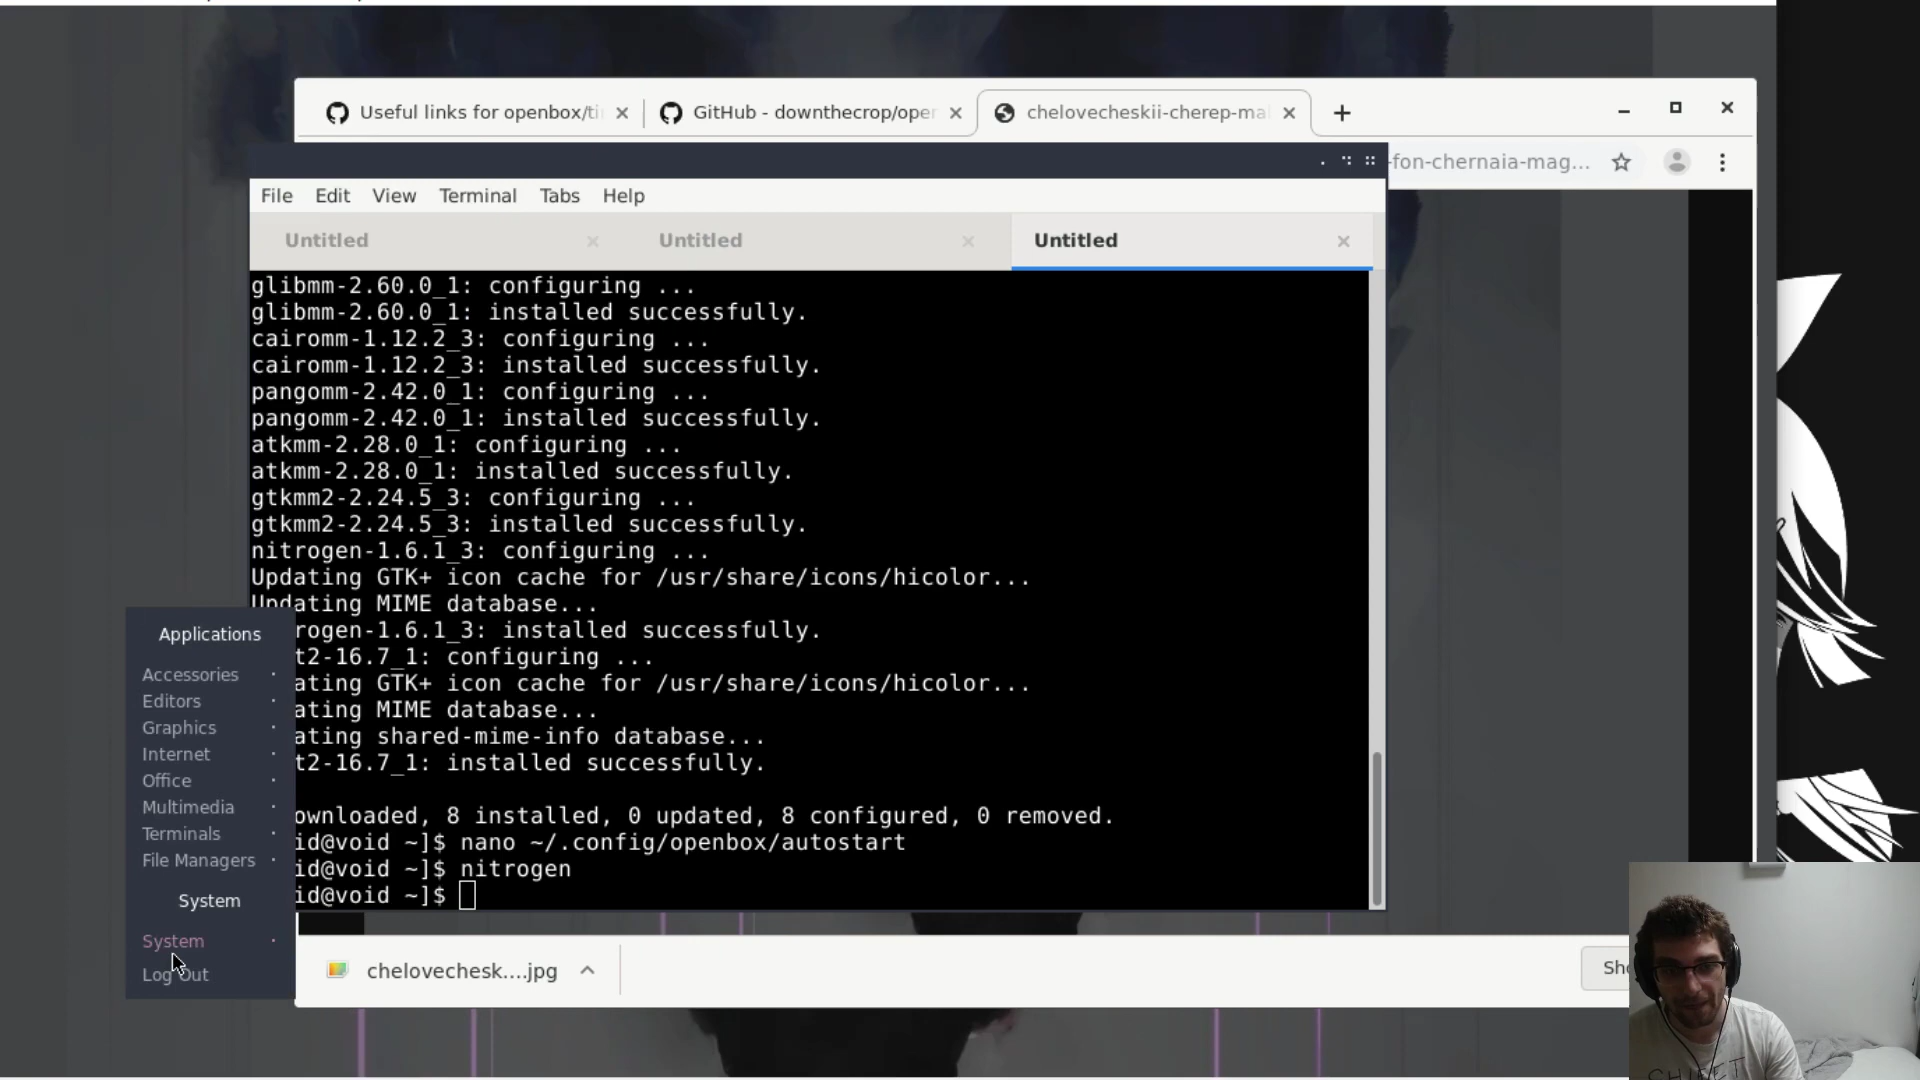 Useful links for openbox/ti
GitHub - downthecrop/oper
chelovecheskii-cherep-ma
-fon-chernaia-mag...
File Edit View Terminal Tabs Help
Untitled
Untitled
Untitled
glibmm-2.60.0_1: configuring ...
glibmm-2.60.0_1: installed successfully.
cairomm-1.12.2_3: configuring ...
cairomm-1.12.2_3: installed successfully.
pangomm-2.42.0_1: configuring ...
pangomm-2.42.0_1: installed successfully.
atkmm-2.28.0_1: configuring ...
atkmm-2.28.0_1: installed successfully.
gtkmm2-2.24.5_3: configuring ...
gtkmm2-2.24.5_3: installed successfully.
nitrogen-1.6.1_3: configuring ...
Updating GTK+ icon cache for /usr/share/icons/hicolor...
Updating MIME database...
rogen-1.6.1_3: installed successfully.
t2-16.7_1: configuring ...
ating GTK+ icon cache for /usr/share/icons/hicolor...
ating MIME database...
ating shared-mime-info database...
t2-16.7_1: installed successfully.
ownloaded, 8 installed, 0 updated, 8 configured, 0 removed.
id@void ~]$ nano ~/.config/openbox/autostart
id@void ~]$ nitrogen
id@void ~]$
Applications
Accessories
Editors
Graphics
Internet
Office
Multimedia
Terminals
File Managers
System
System
Log Out
chelovechesk....jpg
Sho